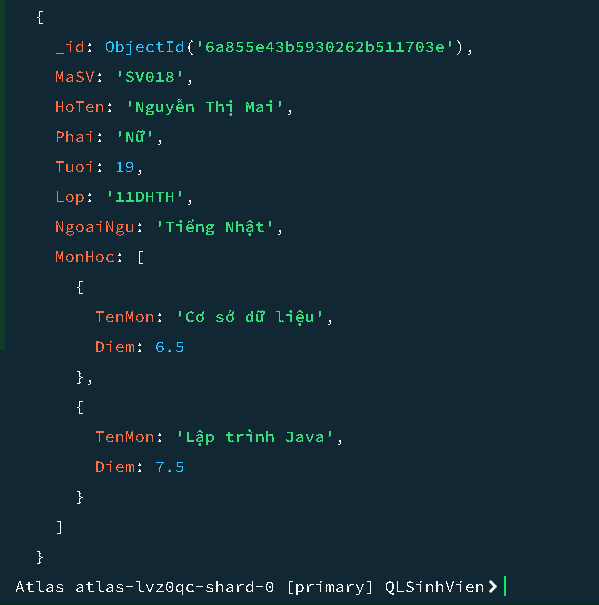 {
_id: ObjectId('6a855e43b5930262b511703e'),
MaSV: 'SV018',
HoTen: 'Nguyễn Thị Mai',
Phai: 'Nữ',
Tuoi: 19,
Lop: '11DHTH',
NgoaiNgu: 'Tiếng Nhật',
MonHoc: [
{
TenMon: 'Cơ sở dữ liệu',
Diem: 6.5
},
{
TenMon: 'Lập trình Java',
Diem: 7.5
}
]
}
Atlas atlas-lvz0qc-shard-0 [primary] QLSinhVien>